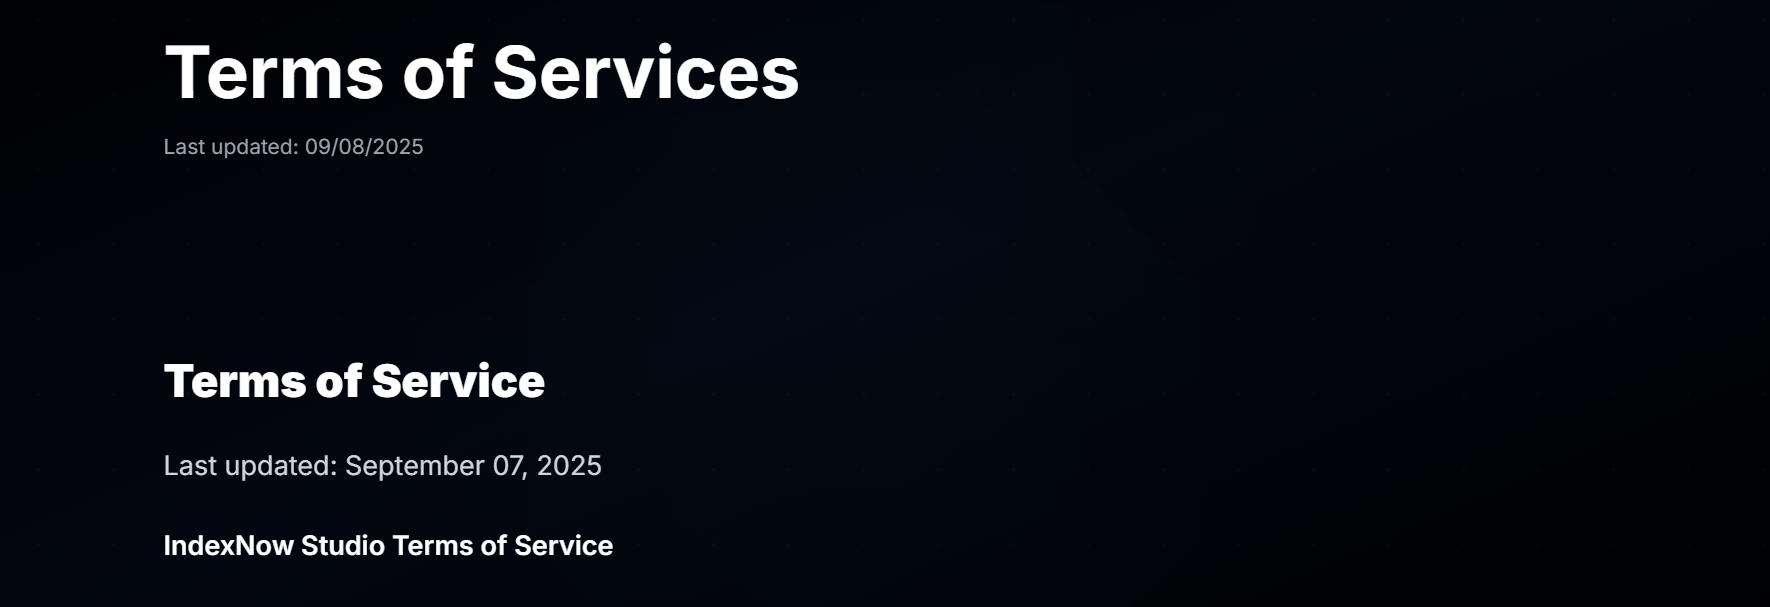 Terms of Services
Last updated: 09/08/2025
Terms of Service
Last updated: September 07, 2025
IndexNow Studio Terms of Service